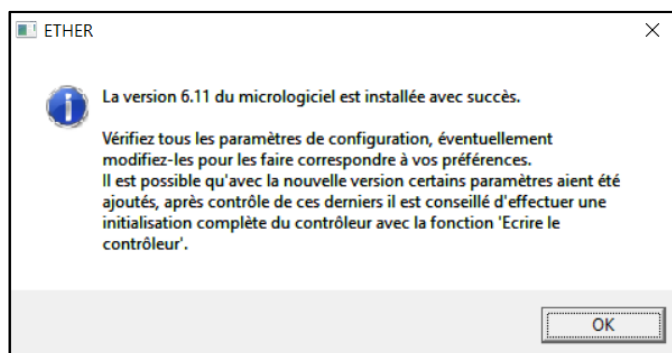 ETHER
La version 6.11 du micrologiciel est installée avec succès.
Vérifiez tous les paramètres de configuration, éventuellement
modifiez-les pour les faire correspondre à vos préférences.
Il est possible qu'avec la nouvelle version certains paramètres aient été
ajoutés, après contrôle de ces derniers il est conseillé d'effectuer une
initialisation complète du contrôleur avec la fonction 'Ecrire le
contrôleur'.
OK